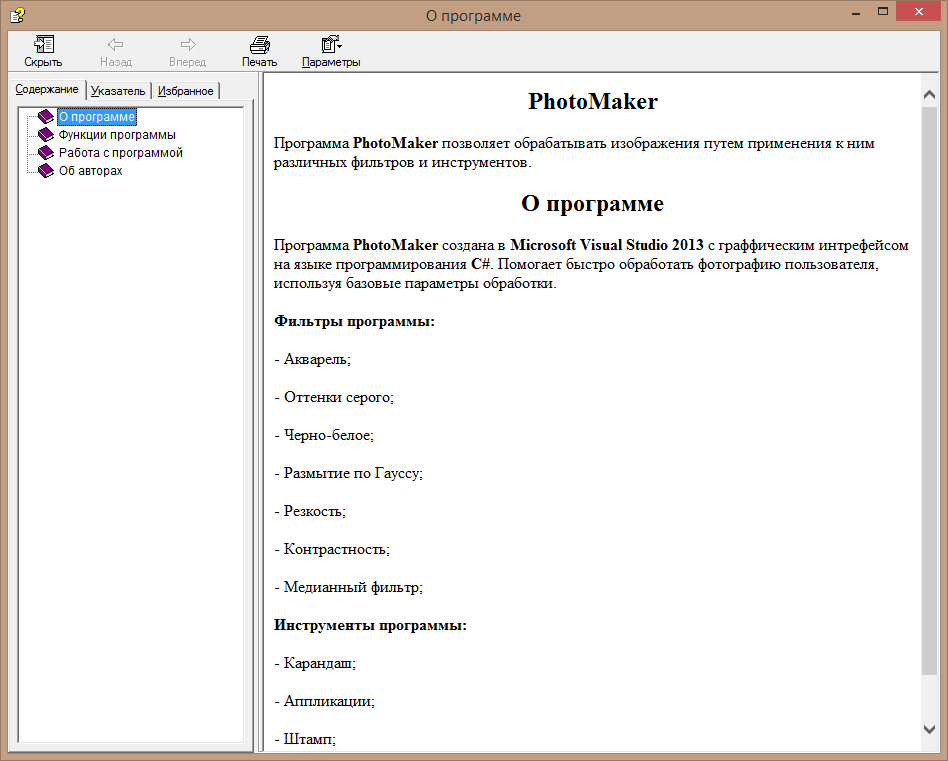 О программе
Скрыть
Назад
Вперед
Печать
Параметры
Содержание
Указатель
Избранное
О программе
Функции программы
Работа с программой
Об авторах
PhotoMaker
Программа PhotoMaker позволяет обрабатывать изображения путем применения к ним
различных фильтров и инструментов.
О программе
Программа PhotoMaker создана в Microsoft Visual Studio 2013 с граффическим интрефейсом
на языке программирования C#. Помогает быстро обработать фотографию пользователя,
используя базовые параметры обработки.
Фильтры программы:
- Акварель;
- Оттенки серого;
- Черно-белое;
- Размытие по Гауссу;
- Резкость;
- Контрастность;
- Медианный фильтр;
Инструменты программы:
- Карандаш;
- Аппликации;
- Штамп;